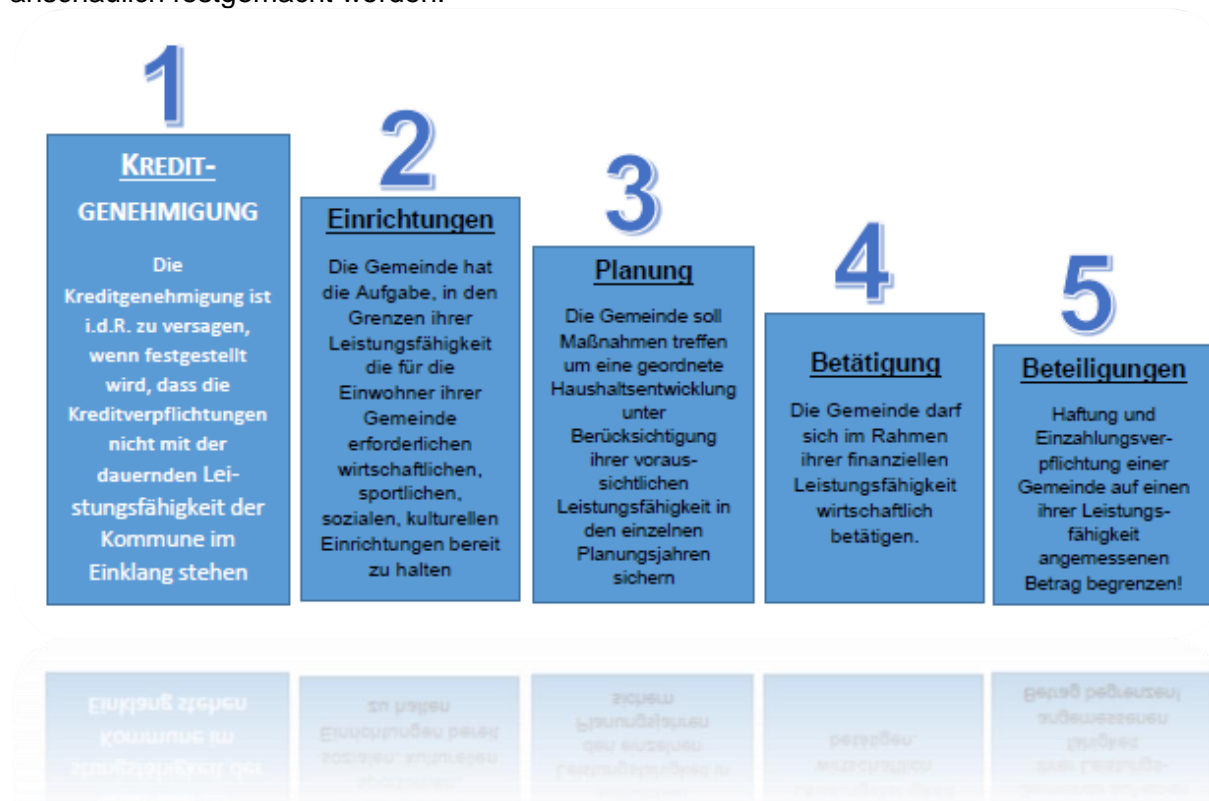 anschaulich festgemacht werden.
1
KREDIT-
GENEHMIGUNG
Die
Kreditgenehmigung ist
i.d.R. zu versagen,
wenn festgestellt
wird, dass die
Kreditverpflichtungen
nicht mit der
dauernden Lei-
stungsfähigkeit der
Kommune im
Einklang stehen
2
Einrichtungen
Die Gemeinde hat
die Aufgabe, in den
Grenzen ihrer
Leistungsfähigkeit
die für die
Einwohner ihrer
Gemeinde
erforderlichen
wirtschaftlichen,
sportlichen,
sozialen, kulturellen
Einrichtungen bereit
zu halten
3
Planung
Die Gemeinde soll
Maßnahmen treffen
um eine geordnete
Haushaltsentwicklung
unter
Berücksichtigung
ihrer voraus-
sichtlichen
Leistungsfähigkeit in
den einzelnen
Planungsjahren
sichern
4
Betätigung
Die Gemeinde darf
sich im Rahmen
ihrer finanziellen
Leistungsfähigkeit
wirtschaftlich
betätigen.
5
Beteiligungen
Haftung und
Einzahlungsver-
pflichtung einer
Gemeinde auf einen
ihrer Leistungs-
fähigkeit
angemessenen
Betrag begrenzen!